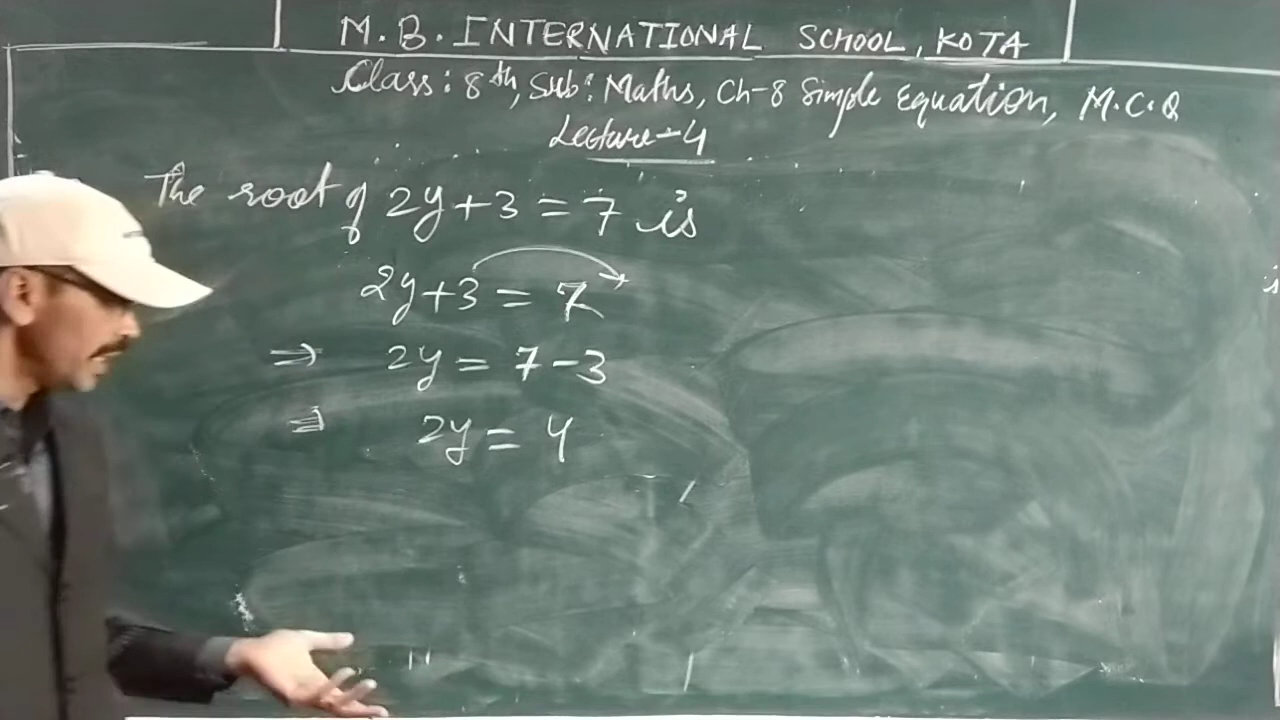 M.B. INTERNATIONAL SCHOOL, KOTA
Class: 8th, Sub: Maths, Ch-8 Simple Equation, M.C.Q
Lecture-4
The root of 2y+3=7 is
2y+3 = 7
⇒ 2y = 7-3
⇒ 2y = 4